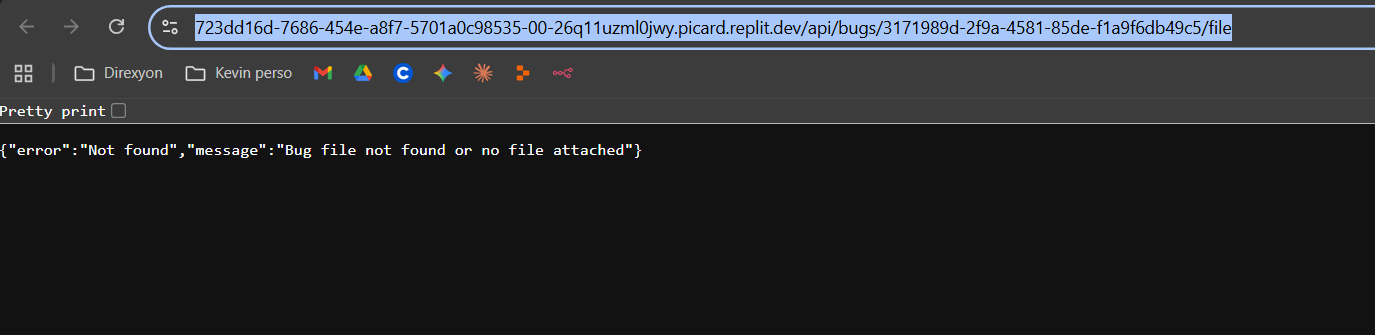 723dd16d-7686-454e-a8f7-5701a0c98535-00-26q11uzml0jwy.picard.replit.dev/api/bugs/3171989d-2f9a-4581-85de-f1a9f6db49c5/file
Direxyon Kevin perso
Pretty print
{"error":"Not found","message":"Bug file not found or no file attached"}